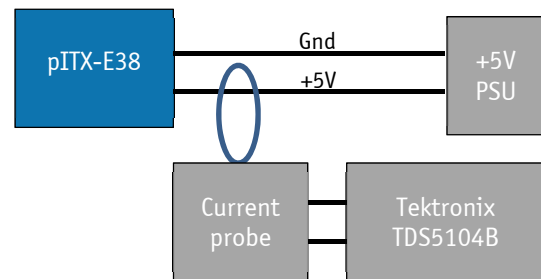 pITX-E38
Gnd
+5V
+5V
PSU
Current
probe
Tektronix
TDS5104B